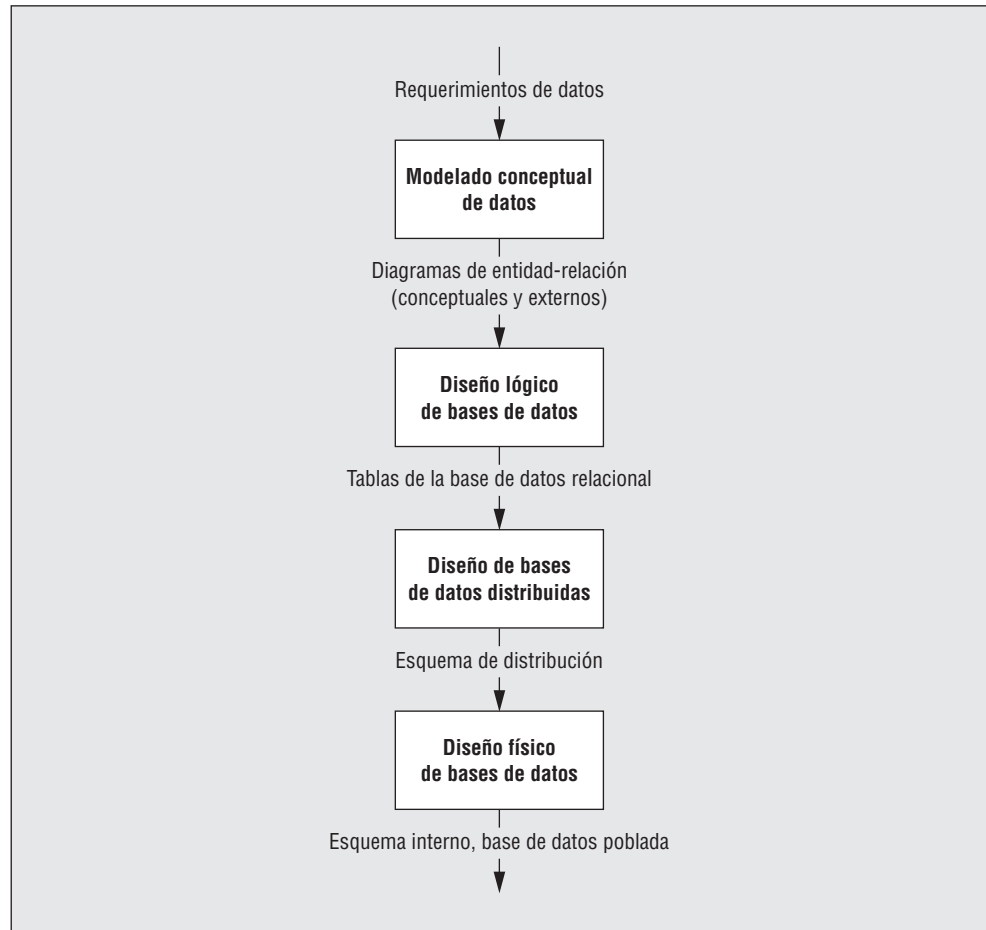 Requerimientos de datos
Modelado conceptual
de datos
Diagramas de entidad-relación
(conceptuales y externos)
Diseño lógico
de bases de datos
Tablas de la base de datos relacional
Diseño de bases
de datos distribuidas
Esquema de distribución
Diseño físico
de bases de datos
Esquema interno, base de datos poblada